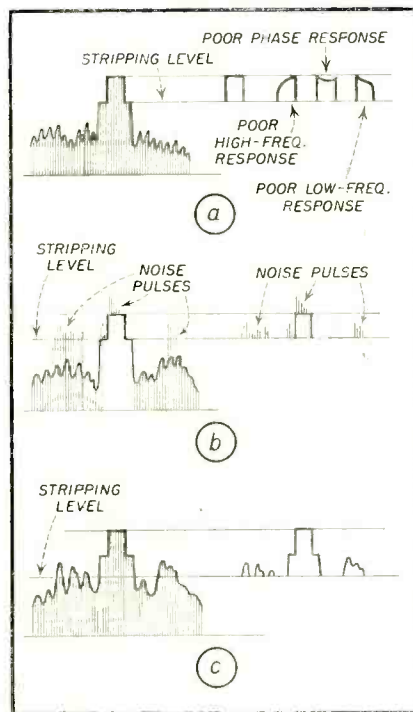 POOR PHASE RESPONSE
STRIPPING LEVEL
POOR
HIGH-FREQ.
RESPONSE
POOR LOW-FREQ.
RESPONSE
a
STRIPPING
LEVEL
NOISE
PULSES
NOISE PULSES
b
STRIPPING
LEVEL
c